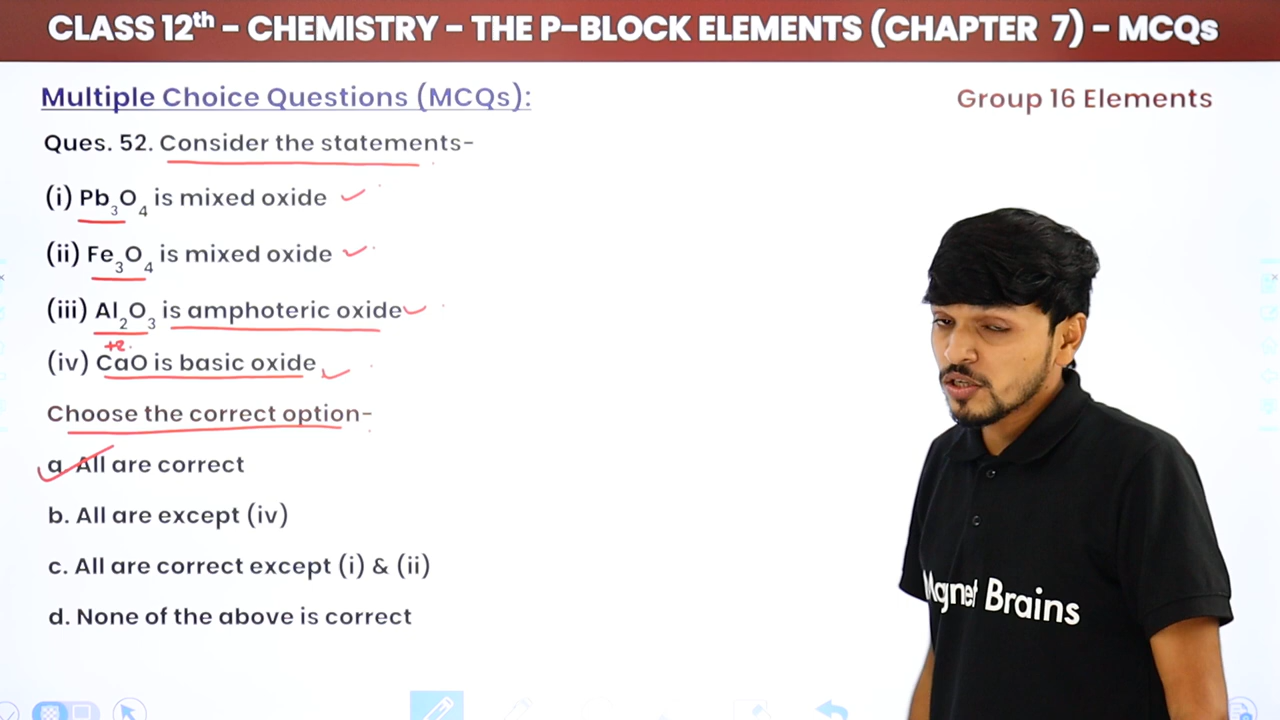 CLASS 12th – CHEMISTRY – THE P-BLOCK ELEMENTS (CHAPTER 7) – MCQs
Multiple Choice Questions (MCQs):
Group 16 Elements
Ques. 52. Consider the statements-
(i) Pb₃O₄ is mixed oxide
(ii) Fe₃O₄ is mixed oxide
(iii) Al₂O₃ is amphoteric oxide
+2
(iv) CaO is basic oxide
Choose the correct option-
a. All are correct
b. All are except (iv)
c. All are correct except (i) & (ii)
d. None of the above is correct
Magnet Brains